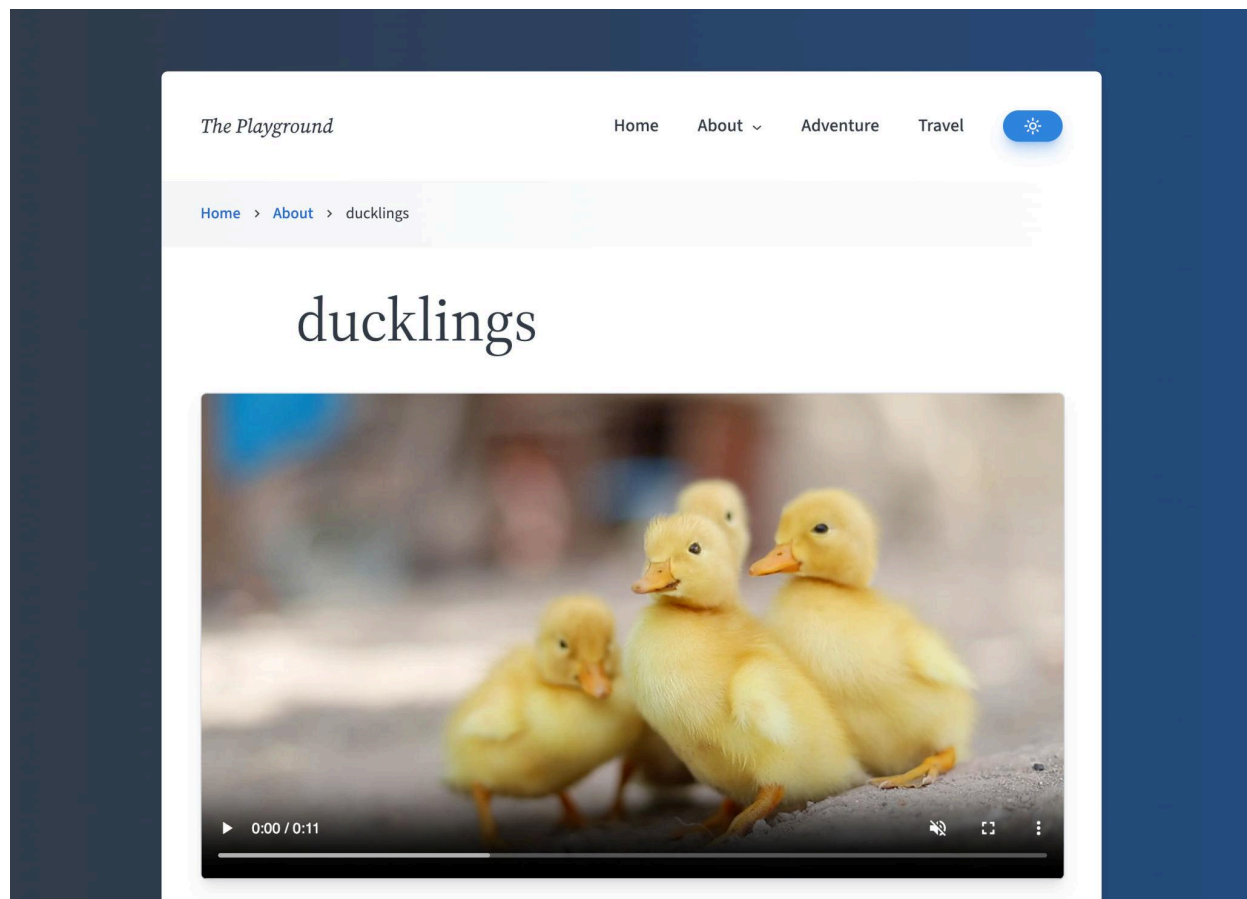 The Playground Home About Adventure Travel
Home > About > ducklings
ducklings
0:00 / 0:11